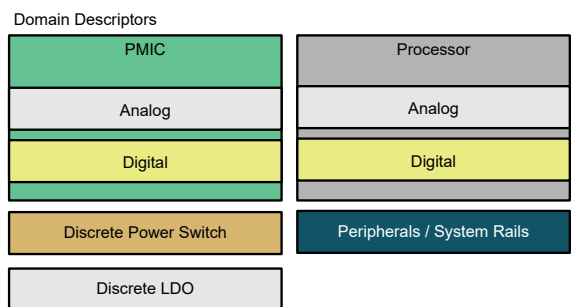 Domain Descriptors
PMIC
Analog
Digital
Processor
Analog
Digital
Discrete Power Switch
Peripherals / System Rails
Discrete LDO